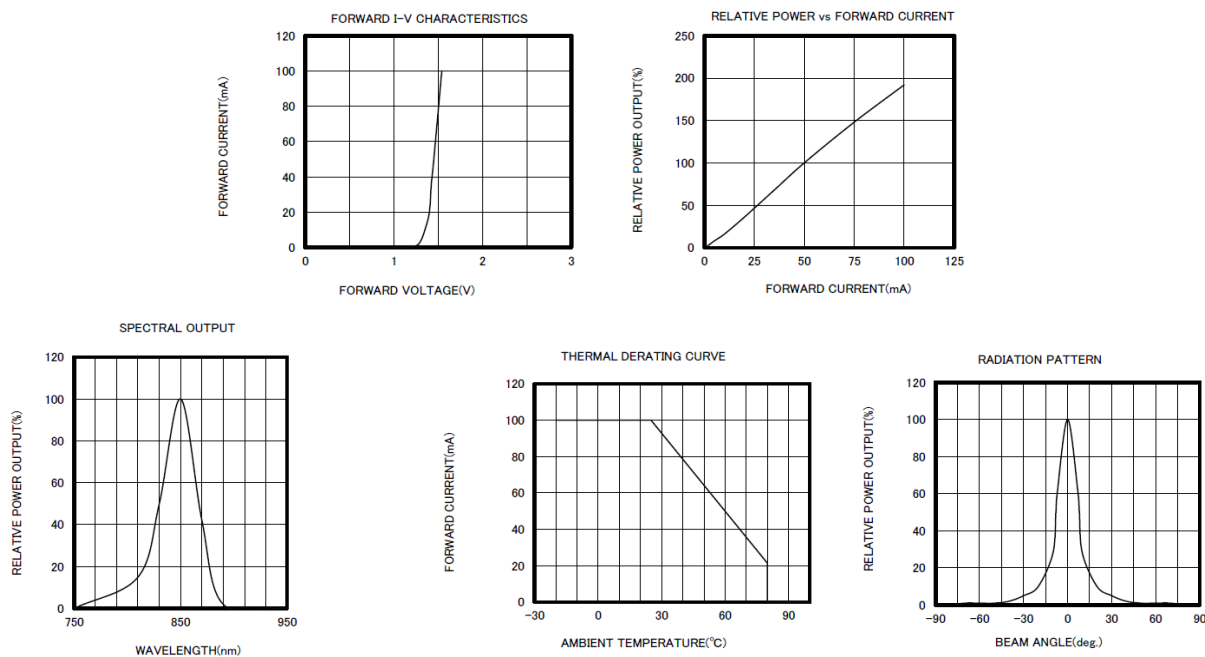 FORWARD I-V CHARACTERISTICS
FORWARD CURRENT(mA)
120
100
80
60
40
20
0
0 1 2 3
FORWARD VOLTAGE(V)
RELATIVE POWER vs FORWARD CURRENT
RELATIVE POWER OUTPUT(%)
250
200
150
100
50
0
0 25 50 75 100 125
FORWARD CURRENT(mA)
SPECTRAL OUTPUT
RELATIVE POWER OUTPUT(%)
120
100
80
60
40
20
0
750 850 950
WAVELENGTH(nm)
THERMAL DERATING CURVE
FORWARD CURRENT(mA)
120
100
80
60
40
20
0
-30 0 30 60 90
AMBIENT TEMPERATURE(°C)
RADIATION PATTERN
RELATIVE POWER OUTPUT(%)
120
100
80
60
40
20
0
-90 -60 -30 0 30 60 90
BEAM ANGLE(deg.)